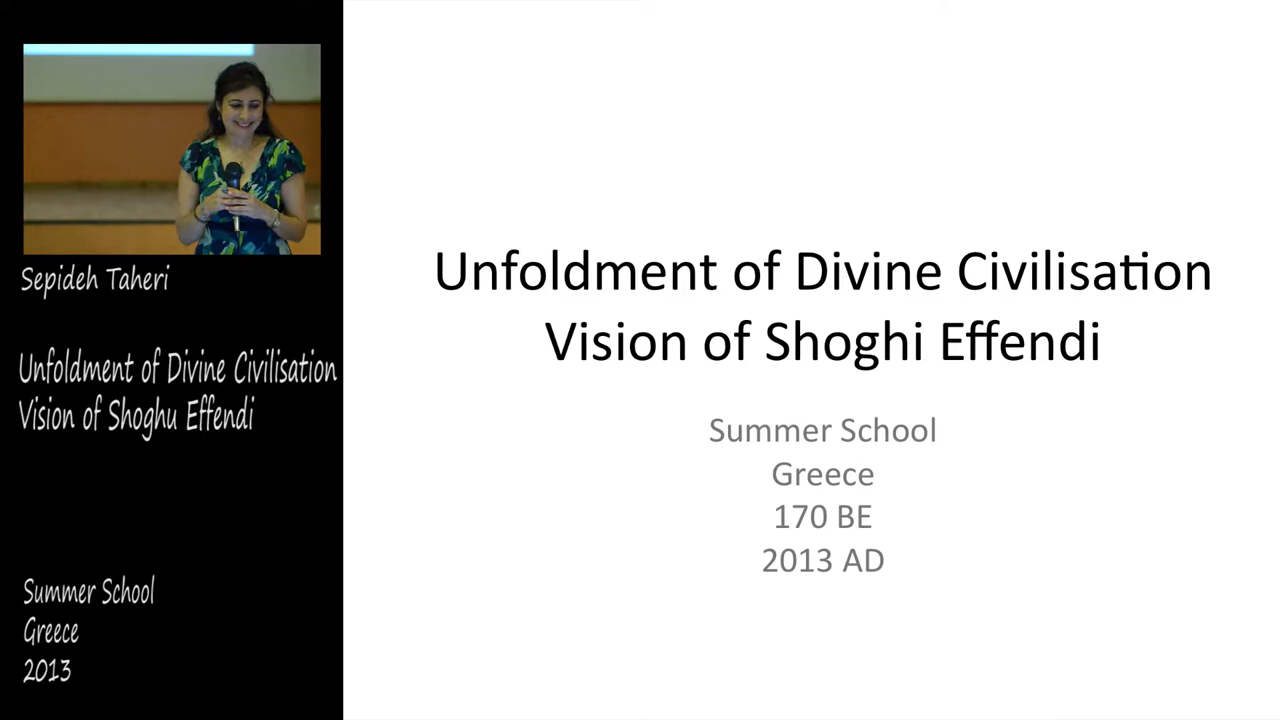 Sepideh Taheri
Unfoldment of Divine Civilisation
Vision of Shoghu Effendi
Summer School
Greece
2013
Unfoldment of Divine Civilisation
Vision of Shoghi Effendi
Summer School
Greece
170 BE
2013 AD